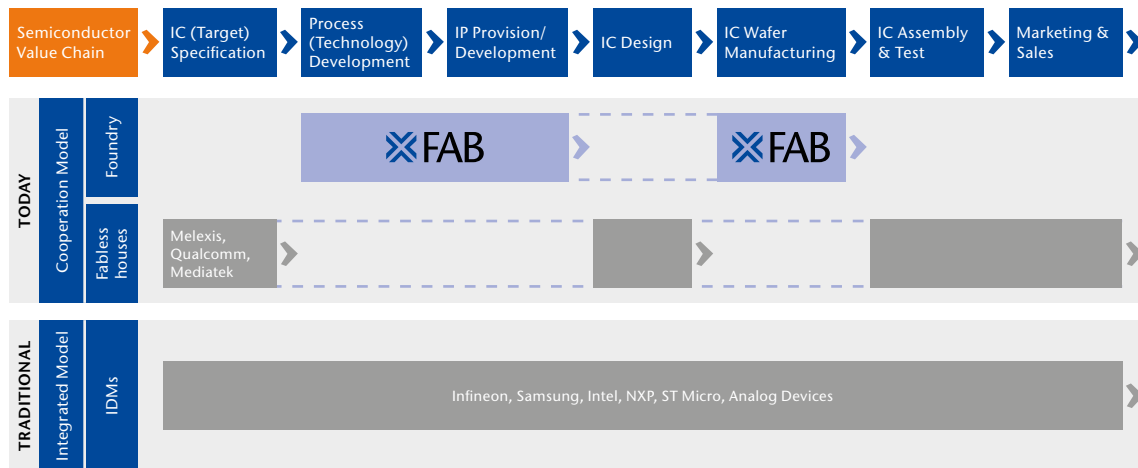 Semiconductor
Value Chain
IC (Target)
Specification
Process
(Technology)
Development
IP Provision/
Development
IC Design
IC Wafer
Manufacturing
IC Assembly
& Test
Marketing &
Sales
TODAY
Cooperation Model
Foundry
XFAB
XFAB
Fabless
houses
Melexis,
Qualcomm,
Mediatek
TRADITIONAL
Integrated Model
IDMs
Infineon, Samsung, Intel, NXP, ST Micro, Analog Devices